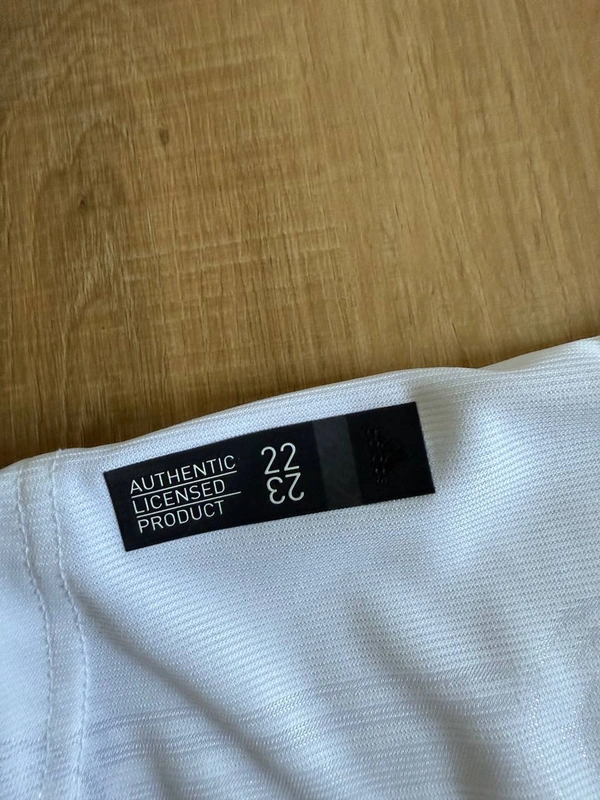 AUTHENTIC
LICENSED
PRODUCT
22
23